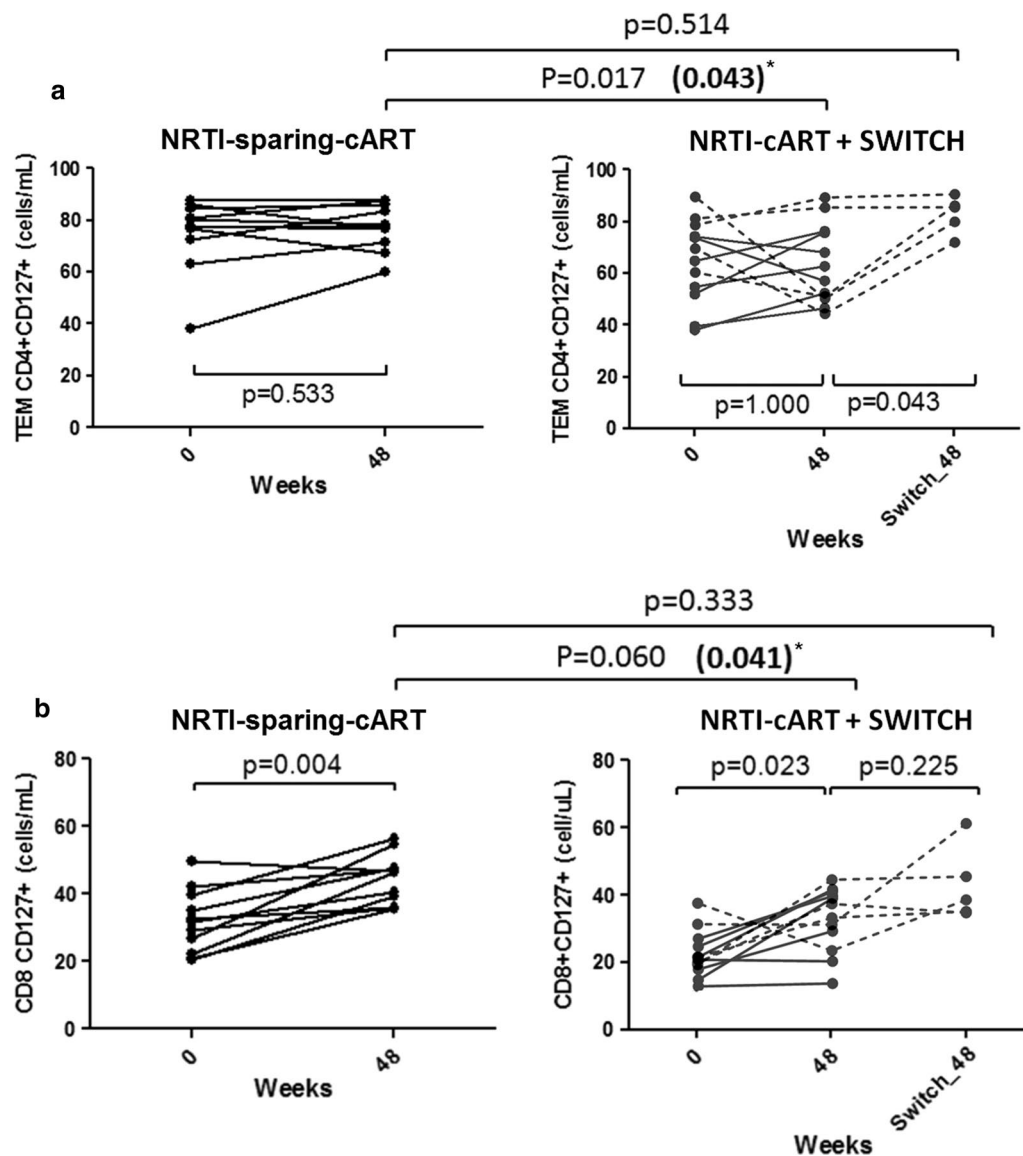 p=0.514
P=0.017 (0.043)*
a
NRTI-sparing-cART
NRTI-cART + SWITCH
TEM CD4+CD127+ (cells/mL)
100
80
60
40
20
0
p=0.533
0
48
Weeks
TEM CD4+CD127+ (cells/mL)
100
80
60
40
20
0
p=1.000
p=0.043
0
48
Switch_48
Weeks
p=0.333
P=0.060 (0.041)*
b
NRTI-sparing-cART
NRTI-cART + SWITCH
CD8 CD127+ (cells/mL)
80
60
40
20
0
p=0.004
0
48
Weeks
CD8+CD127+ (cell/uL)
80
60
40
20
0
p=0.023
p=0.225
0
48
Switch_48
Weeks